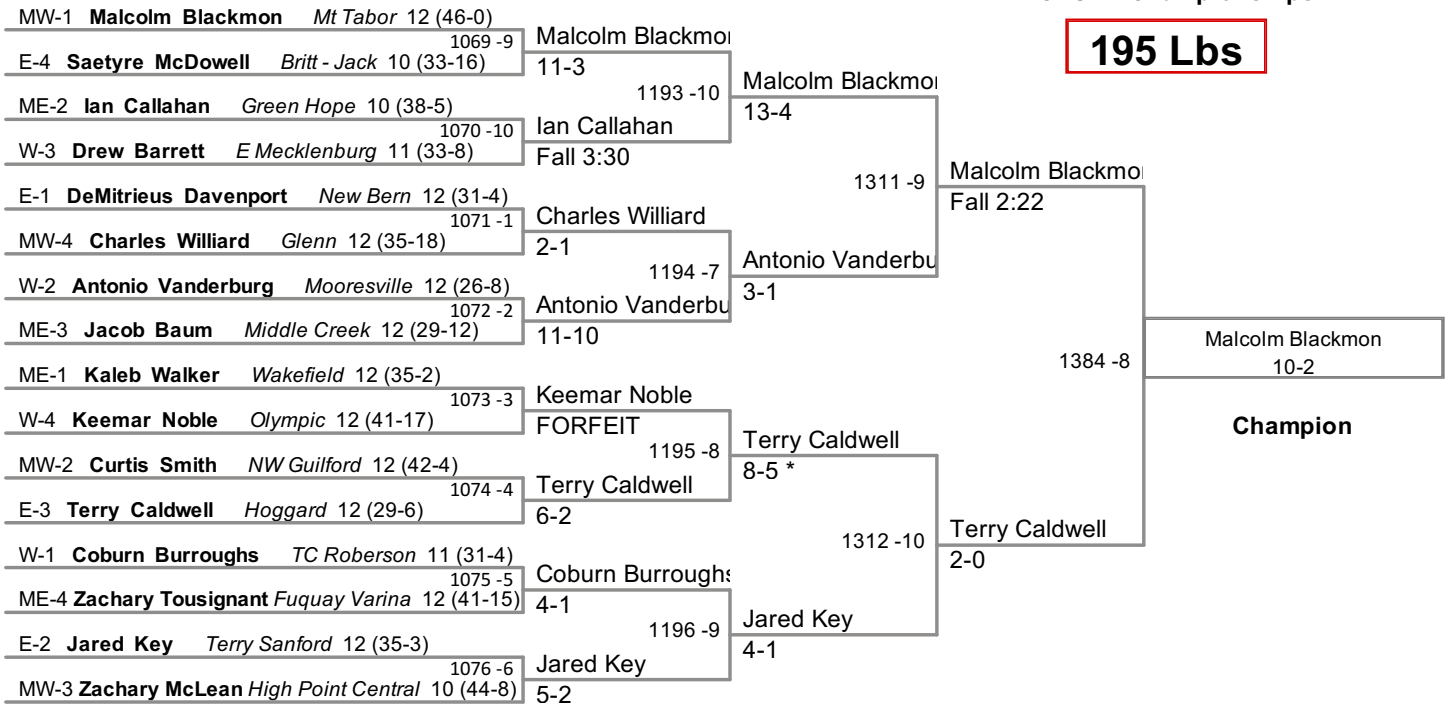 195 Lbs
MW-1 Malcolm Blackmon Mt Tabor 12 (46-0)
1069 -9
E-4 Saetyre McDowell Britt - Jack 10 (33-16)
ME-2 Ian Callahan Green Hope 10 (38-5)
1070 -10
W-3 Drew Barrett E Mecklenburg 11 (33-8)
E-1 DeMitrieus Davenport New Bern 12 (31-4)
1071 -1
MW-4 Charles Williard Glenn 12 (35-18)
W-2 Antonio Vanderburg Mooresville 12 (26-8)
1072 -2
ME-3 Jacob Baum Middle Creek 12 (29-12)
ME-1 Kaleb Walker Wakefield 12 (35-2)
1073 -3
W-4 Keemar Noble Olympic 12 (41-17)
MW-2 Curtis Smith NW Guilford 12 (42-4)
1074 -4
E-3 Terry Caldwell Hoggard 12 (29-6)
W-1 Coburn Burroughs TC Roberson 11 (31-4)
1075 -5
ME-4 Zachary Tousignant Fuquay Varina 12 (41-15)
E-2 Jared Key Terry Sanford 12 (35-3)
1076 -6
MW-3 Zachary McLean High Point Central 10 (44-8)
Malcolm Blackmon
11-3
1193 -10
Ian Callahan
Fall 3:30
Charles Williard
2-1
1194 -7
Antonio Vanderbu
11-10
Keemar Noble
FORFEIT
1195 -8
Terry Caldwell
6-2
Coburn Burroughs
4-1
1196 -9
Jared Key
5-2
Malcolm Blackmon
13-4
1311 -9
Antonio Vanderbu
3-1
Terry Caldwell
8-5 *
1312 -10
Jared Key
4-1
Malcolm Blackmon
Fall 2:22
1384 -8
Terry Caldwell
2-0
Malcolm Blackmon
10-2
Champion